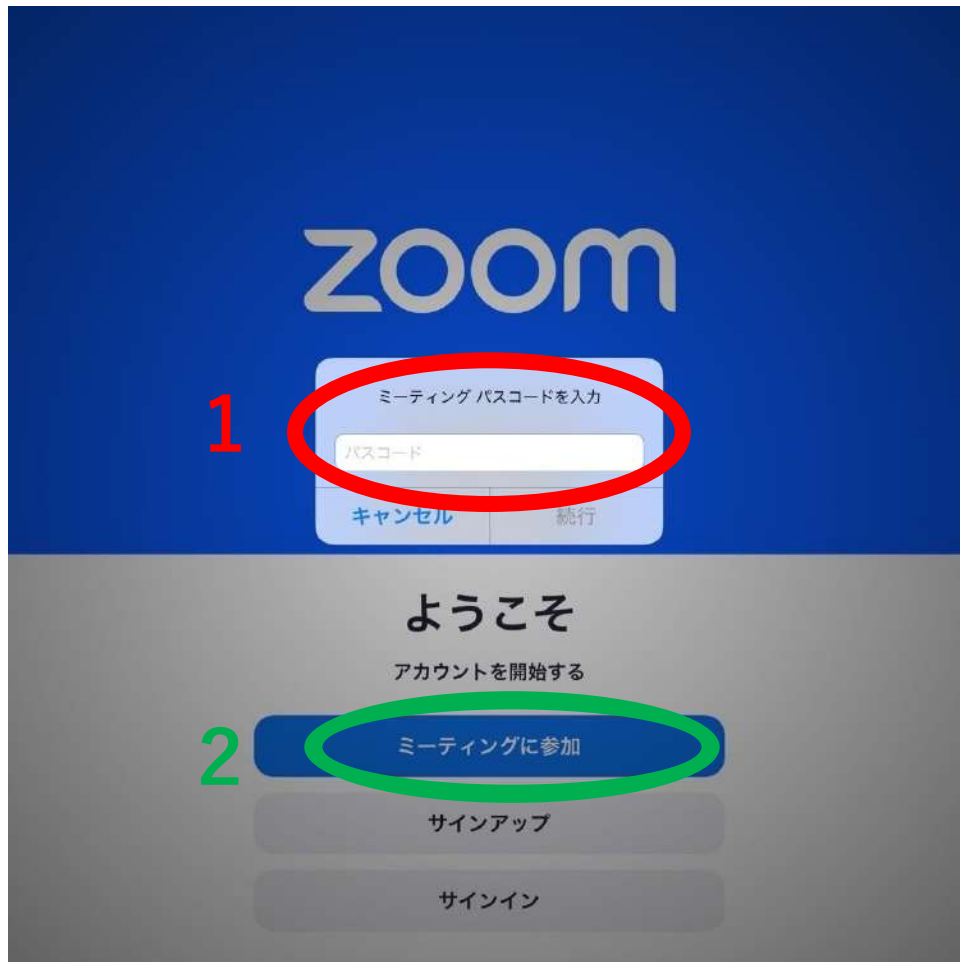 zoom
1
ミーティング パスコードを入力
パスコード
キャンセル
続行
ようこそ
アカウントを開始する
2
ミーティングに参加
サインアップ
サインイン